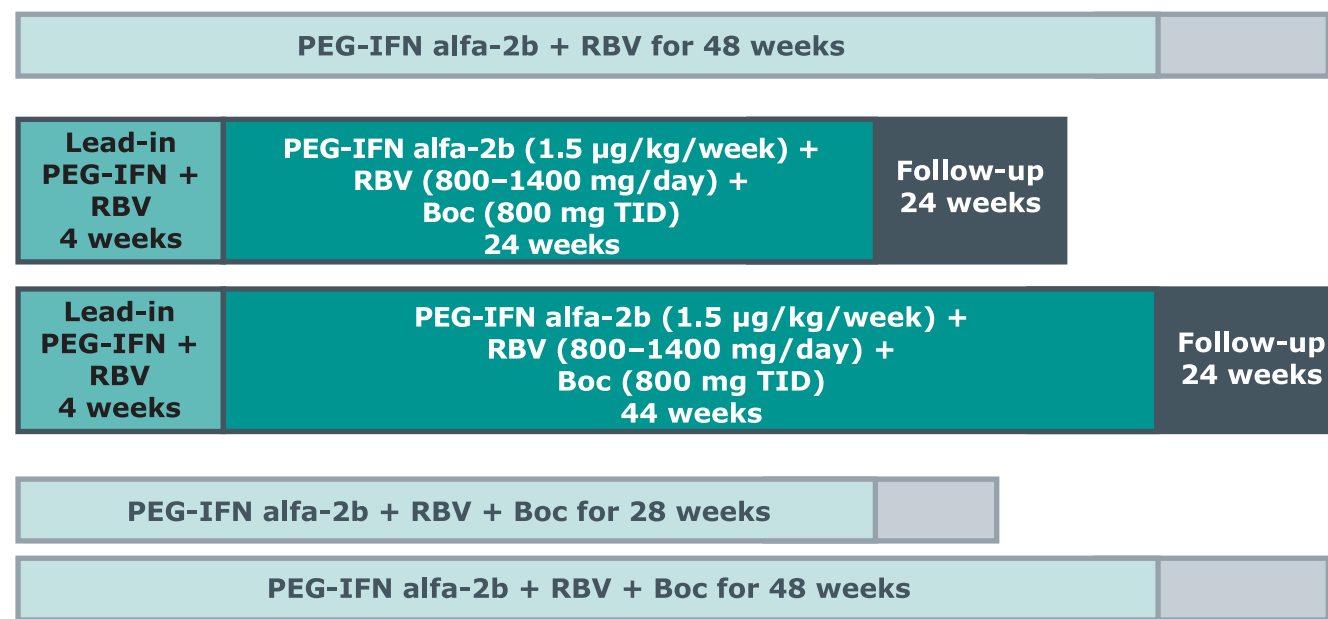 PEG-IFN alfa-2b + RBV for 48 weeks
Lead-in
PEG-IFN +
RBV
4 weeks
PEG-IFN alfa-2b (1.5 µg/kg/week) +
RBV (800–1400 mg/day) +
Boc (800 mg TID)
24 weeks
Follow-up
24 weeks
Lead-in
PEG-IFN +
RBV
4 weeks
PEG-IFN alfa-2b (1.5 µg/kg/week) +
RBV (800–1400 mg/day) +
Boc (800 mg TID)
44 weeks
Follow-up
24 weeks
PEG-IFN alfa-2b + RBV + Boc for 28 weeks
PEG-IFN alfa-2b + RBV + Boc for 48 weeks